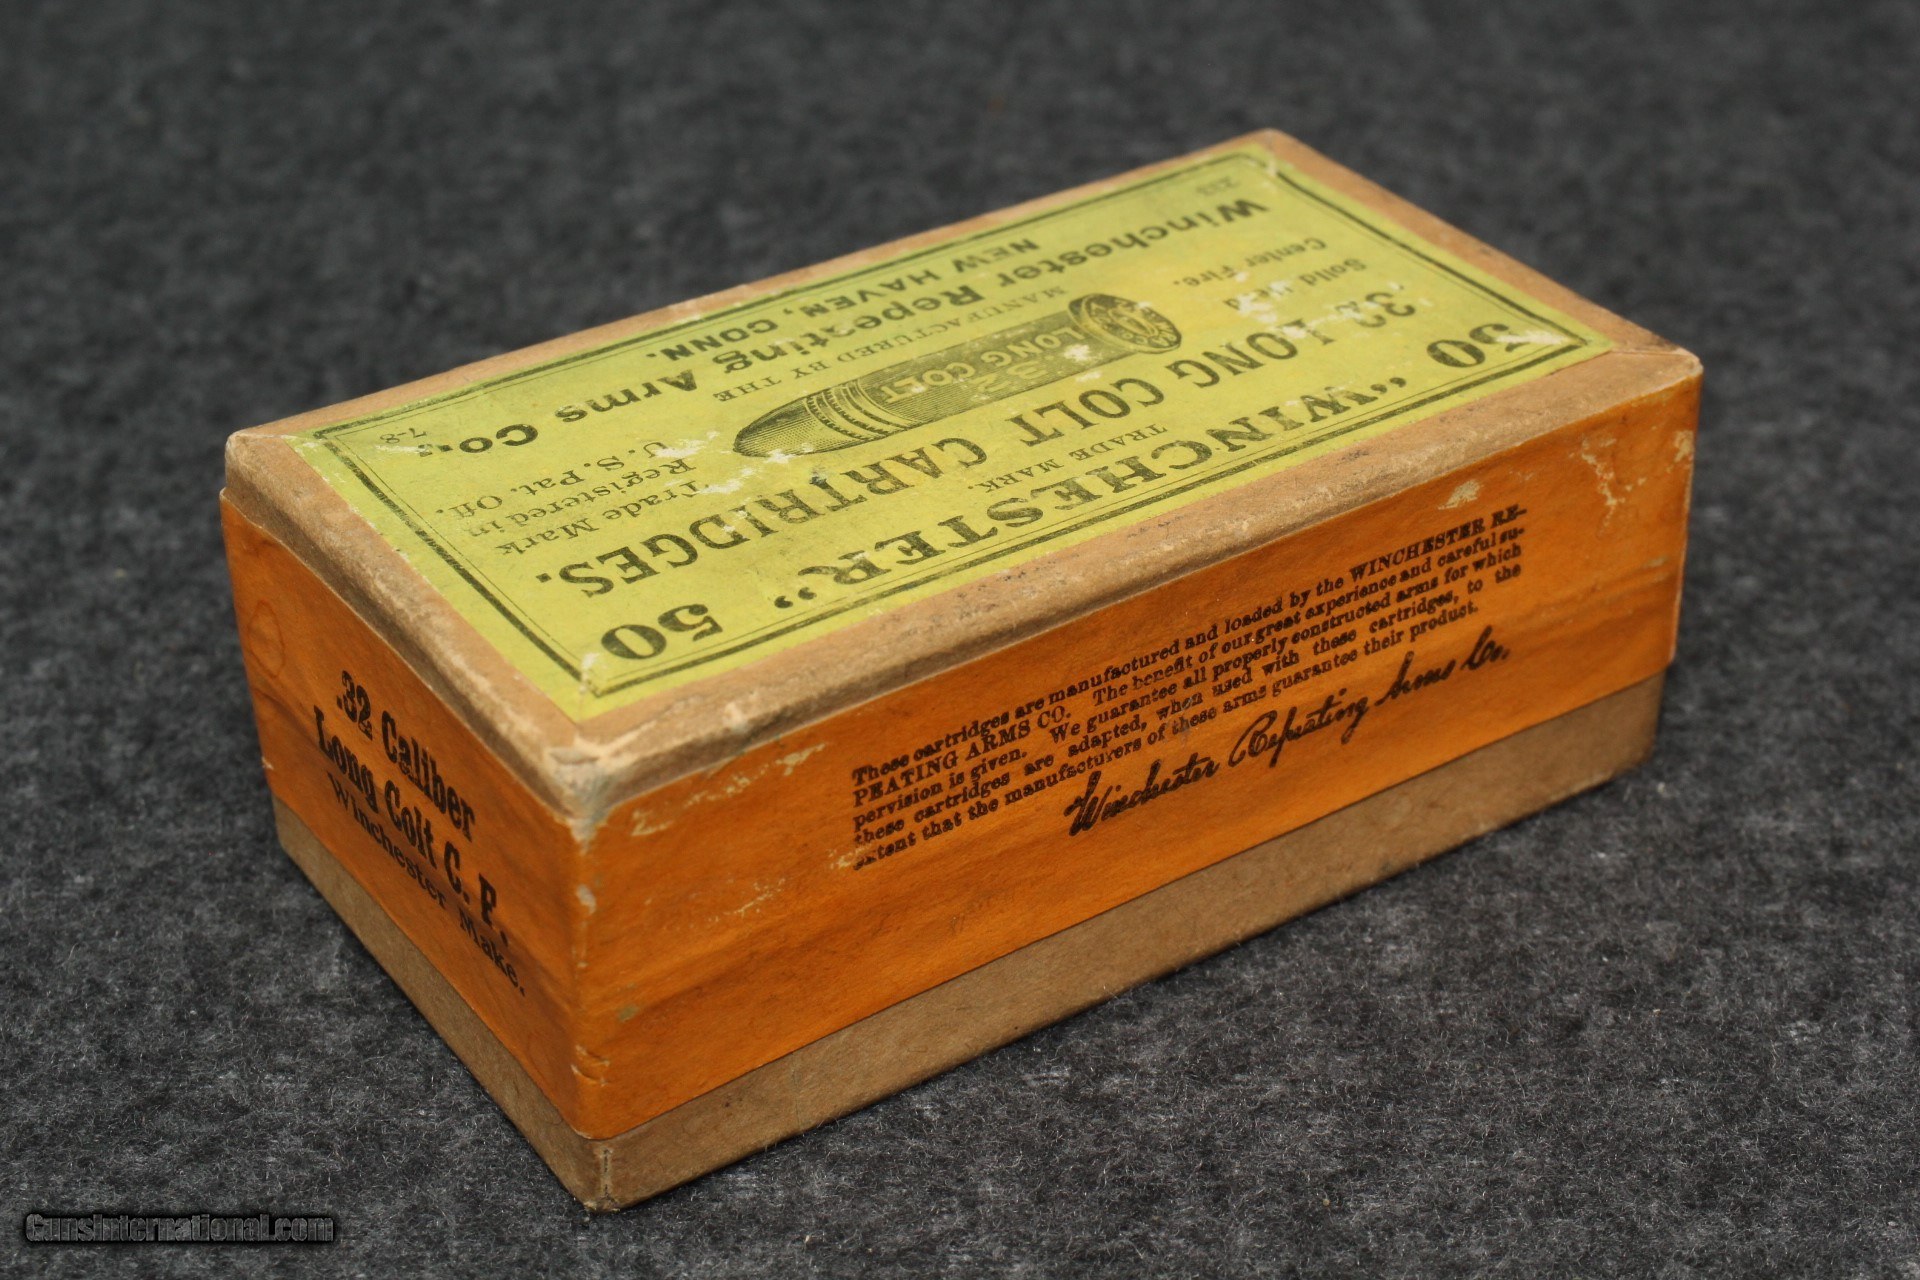 50 "WINCHESTER" 50
TRADE MARK.
.32 LONG COLT CARTRIDGES.
Solid Head
Center Fire.
32
LONG COLT
Trade Mark
Registered in
U. S. Pat. Off.
MANUFACTURED BY THE
Winchester Repeating Arms Co.,
NEW HAVEN, CONN.
7-8
.32 Caliber
Long Colt C. F.
Winchester Make.
These cartridges are manufactured and loaded by the WINCHESTER RE-
PEATING ARMS CO. The benefit of our great experience and careful su-
pervision is given. We guarantee all properly constructed arms for which
these cartridges are adapted, when used with these cartridges, to the
extent that the manufacturers of these arms guarantee their product.
Winchester Repeating Arms Co.
GunsInternational.com